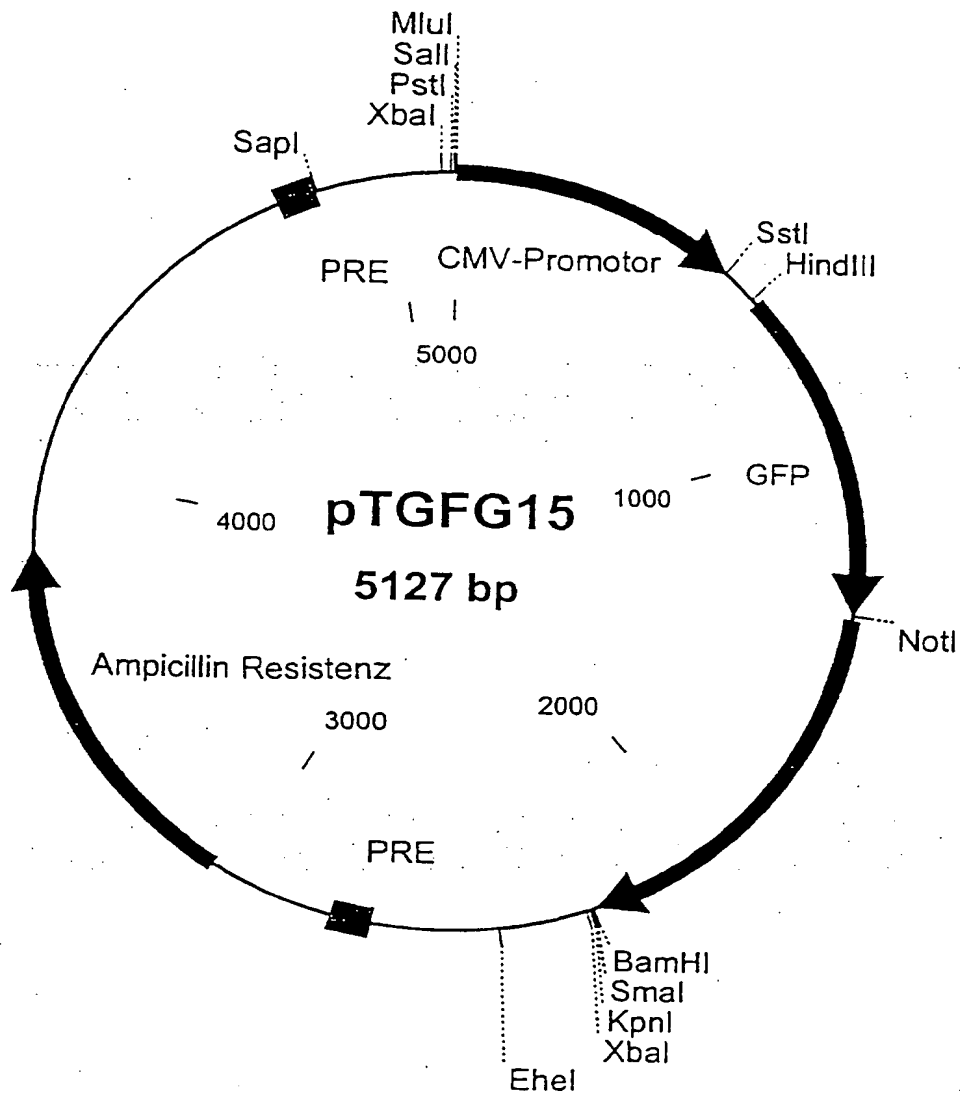 MluI
SalI
PstI
XbaI
SapI
SstI
HindIII
CMV-Promotor
PRE
5000
GFP
1000
4000
pTGFG15
5127 bp
NotI
Ampicillin Resistenz
3000
2000
PRE
BamHI
SmaI
KpnI
XbaI
EheI